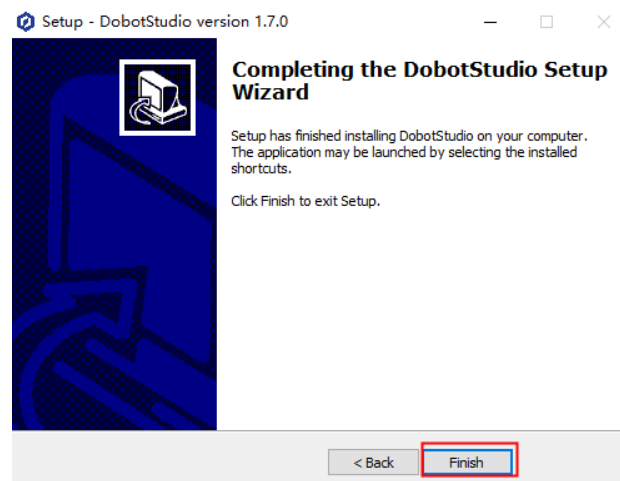 Setup - DobotStudio version 1.7.0
Completing the DobotStudio Setup
Wizard
Setup has finished installing DobotStudio on your computer.
The application may be launched by selecting the installed
shortcuts.
Click Finish to exit Setup.
< Back
Finish